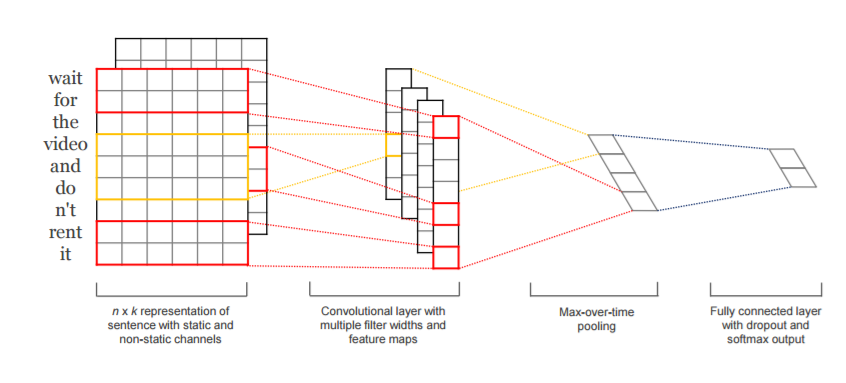 wait
for
the
video
and
do
n't
rent
it
n x k representation of
sentence with static and
non-static channels
Convolutional layer with
multiple filter widths and
feature maps
Max-over-time
pooling
Fully connected layer
with dropout and
softmax output